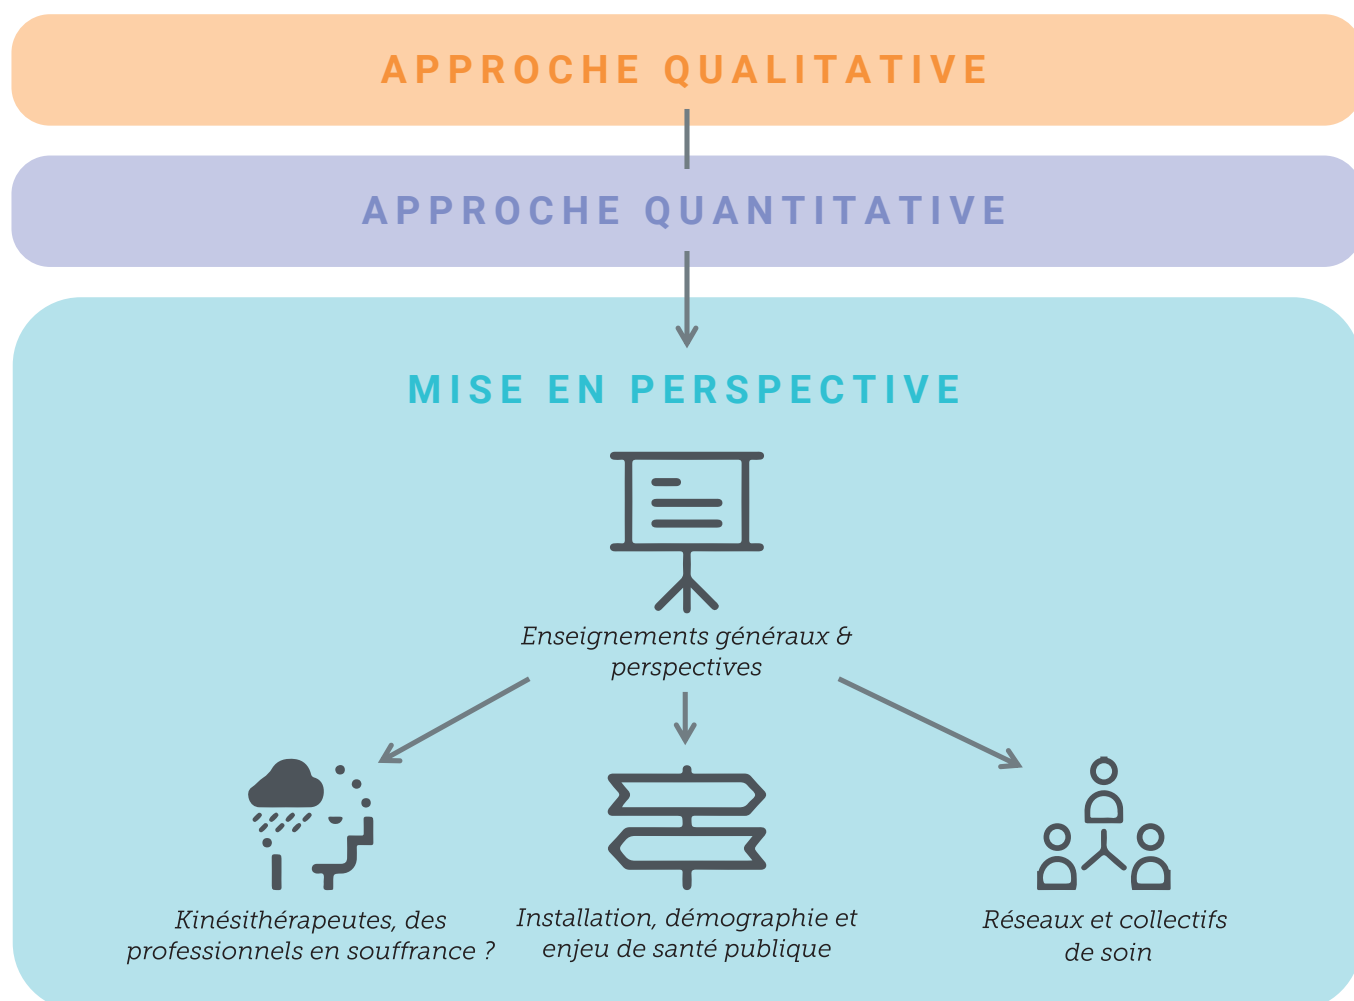 APPROCHE QUALITATIVE
APPROCHE QUANTITATIVE
MISE EN PERSPECTIVE
Enseignements généraux &
perspectives
Kinésithérapeutes, des
professionnels en souffrance ?
Installation, démographie et
enjeu de santé publique
Réseaux et collectifs
de soin